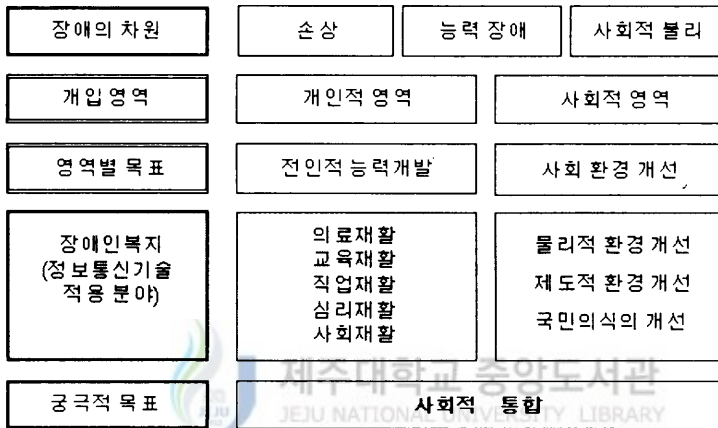 장애의 차원 손상 능력 장애 사회적 불리
개입 영역 개인적 영역 사회적 영역
영역별 목표 전인적 능력개발 사회 환경 개선
장애인복지
(정보통신기술
적용 분야)
의료재활
교육재활
직업재활
심리재활
사회재활
물리적 환경 개선
제도적 환경 개선
국민의식의 개선
궁극적 목표 사회적 통합
제주대학교 중앙도서관
JEJU NATIONAL UNIVERSITY LIBRARY